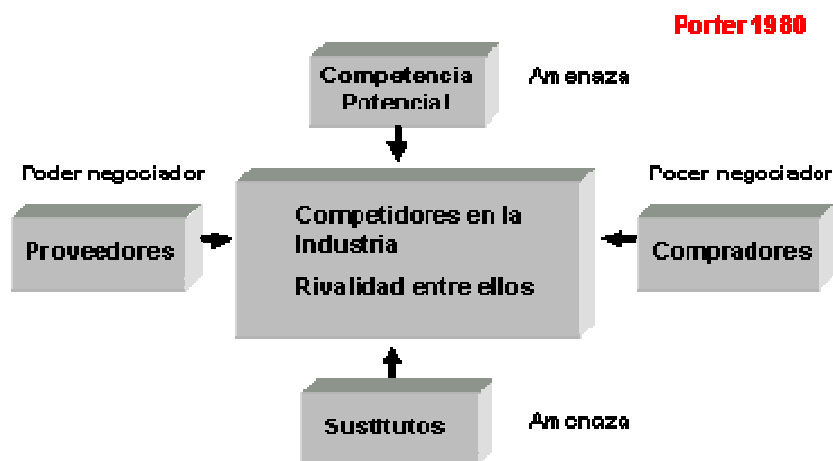 Porter 1980
Competencia
Potencial
Amenaza
Poder negociador
Poder negociador
Proveedores
Competidores en la
Industria
Rivalidad entre ellos
Compradores
Sustitutos
Amenaza